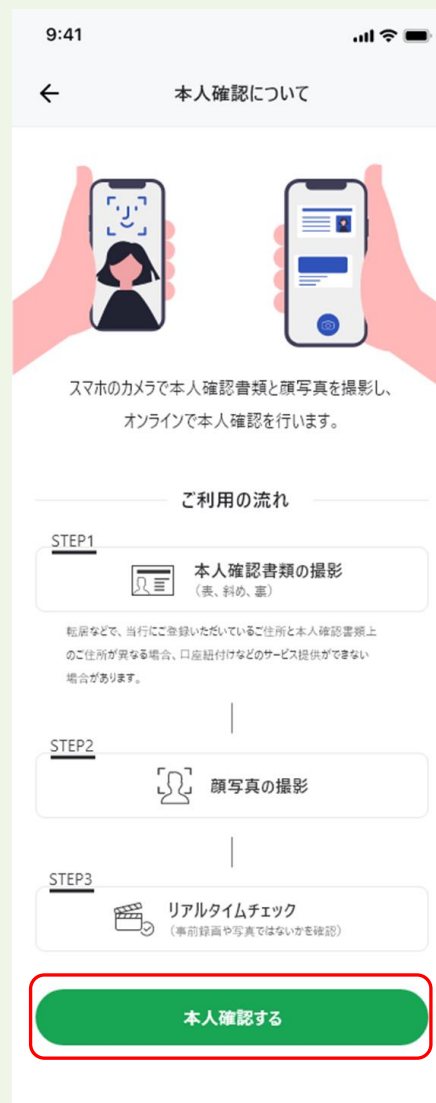 9:41
本人確認について
スマホのカメラで本人確認書類と顔写真を撮影し、
オンラインで本人確認を行います。
ご利用の流れ
STEP1
本人確認書類の撮影
（表、斜め、裏）
転居などで、当行にご登録いただいているご住所と本人確認書類上
のご住所が異なる場合、口座紐付けなどのサービス提供ができない
場合があります。
STEP2
顔写真の撮影
STEP3
リアルタイムチェック
（事前録画や写真ではないかを確認）
本人確認する